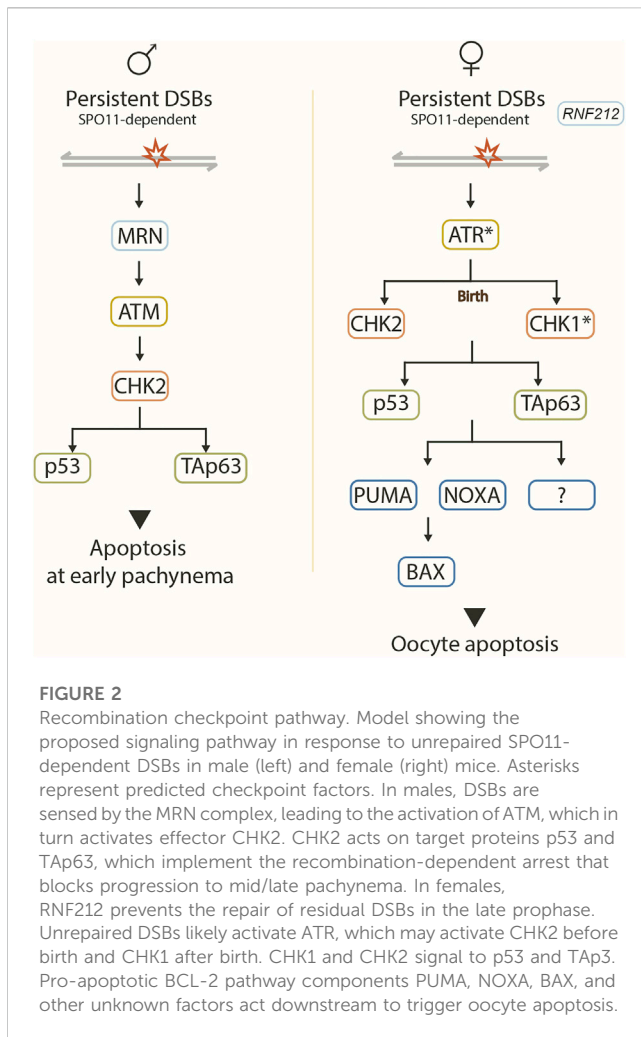 ♂ ♀
Persistent DSBs Persistent DSBs
SPO11-dependent SPO11-dependent RNF212
MRN ATR*
Birth
ATM CHK2 CHK1*
CHK2 p53 TAp63
p53 TAp63 PUMA NOXA ?
Apoptosis BAX
at early pachynema
Oocyte apoptosis
FIGURE 2
Recombination checkpoint pathway. Model showing the
proposed signaling pathway in response to unrepaired SPO11-
dependent DSBs in male (left) and female (right) mice. Asterisks
represent predicted checkpoint factors. In males, DSBs are
sensed by the MRN complex, leading to the activation of ATM, which in
turn activates effector CHK2. CHK2 acts on target proteins p53 and
TAp63, which implement the recombination-dependent arrest that
blocks progression to mid/late pachynema. In females,
RNF212 prevents the repair of residual DSBs in the late prophase.
Unrepaired DSBs likely activate ATR, which may activate CHK2 before
birth and CHK1 after birth. CHK1 and CHK2 signal to p53 and TAp3.
Pro-apoptotic BCL-2 pathway components PUMA, NOXA, BAX, and
other unknown factors act downstream to trigger oocyte apoptosis.